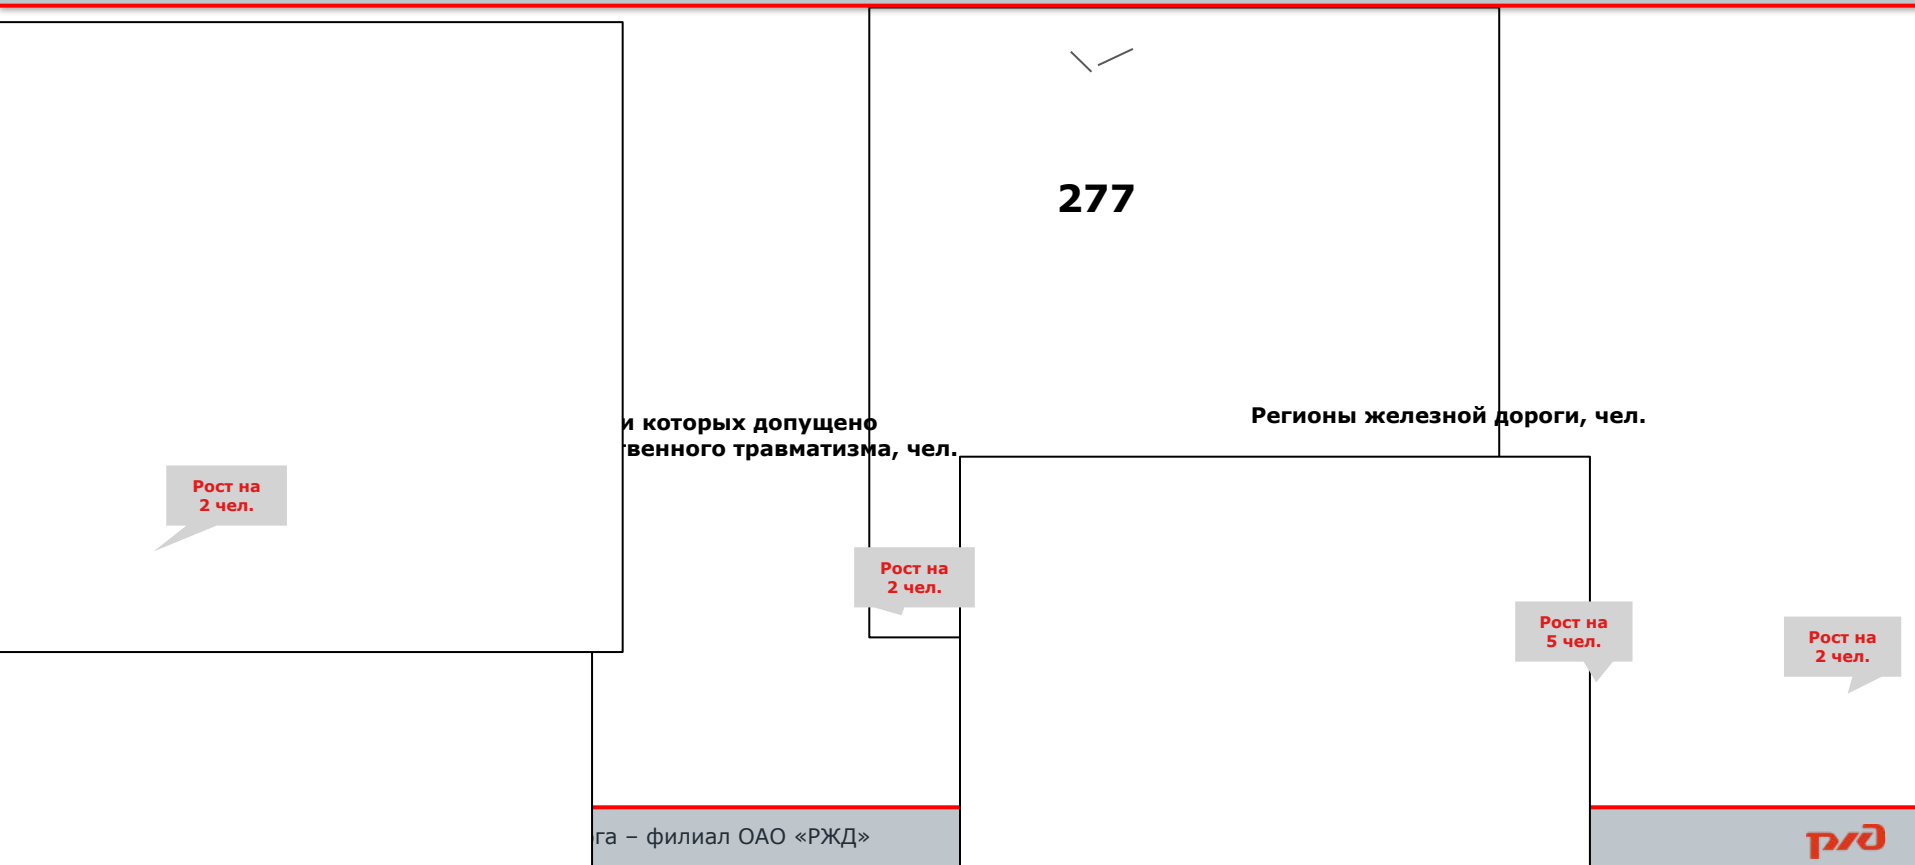 277
и которых допущено
твенного травматизма, чел.
Регионы железной дороги, чел.
Рост на
2 чел.
Рост на
2 чел.
Рост на
5 чел.
Рост на
2 чел.
га – филиал ОАО «РЖД»
ржд